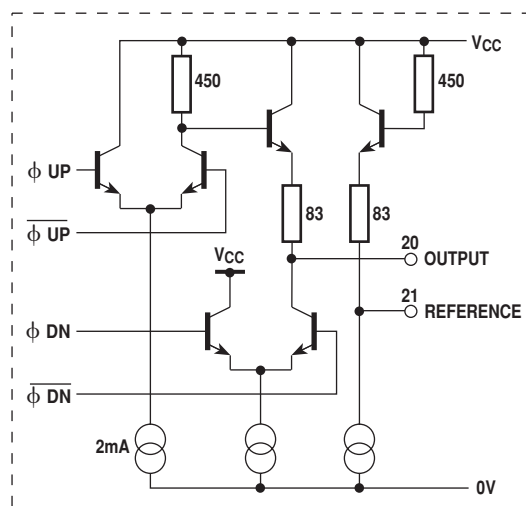 VCC
450
450
ϕ UP
ϕ UP
83
83
20
OUTPUT
VCC
21
REFERENCE
ϕ DN
ϕ DN
2mA
0V